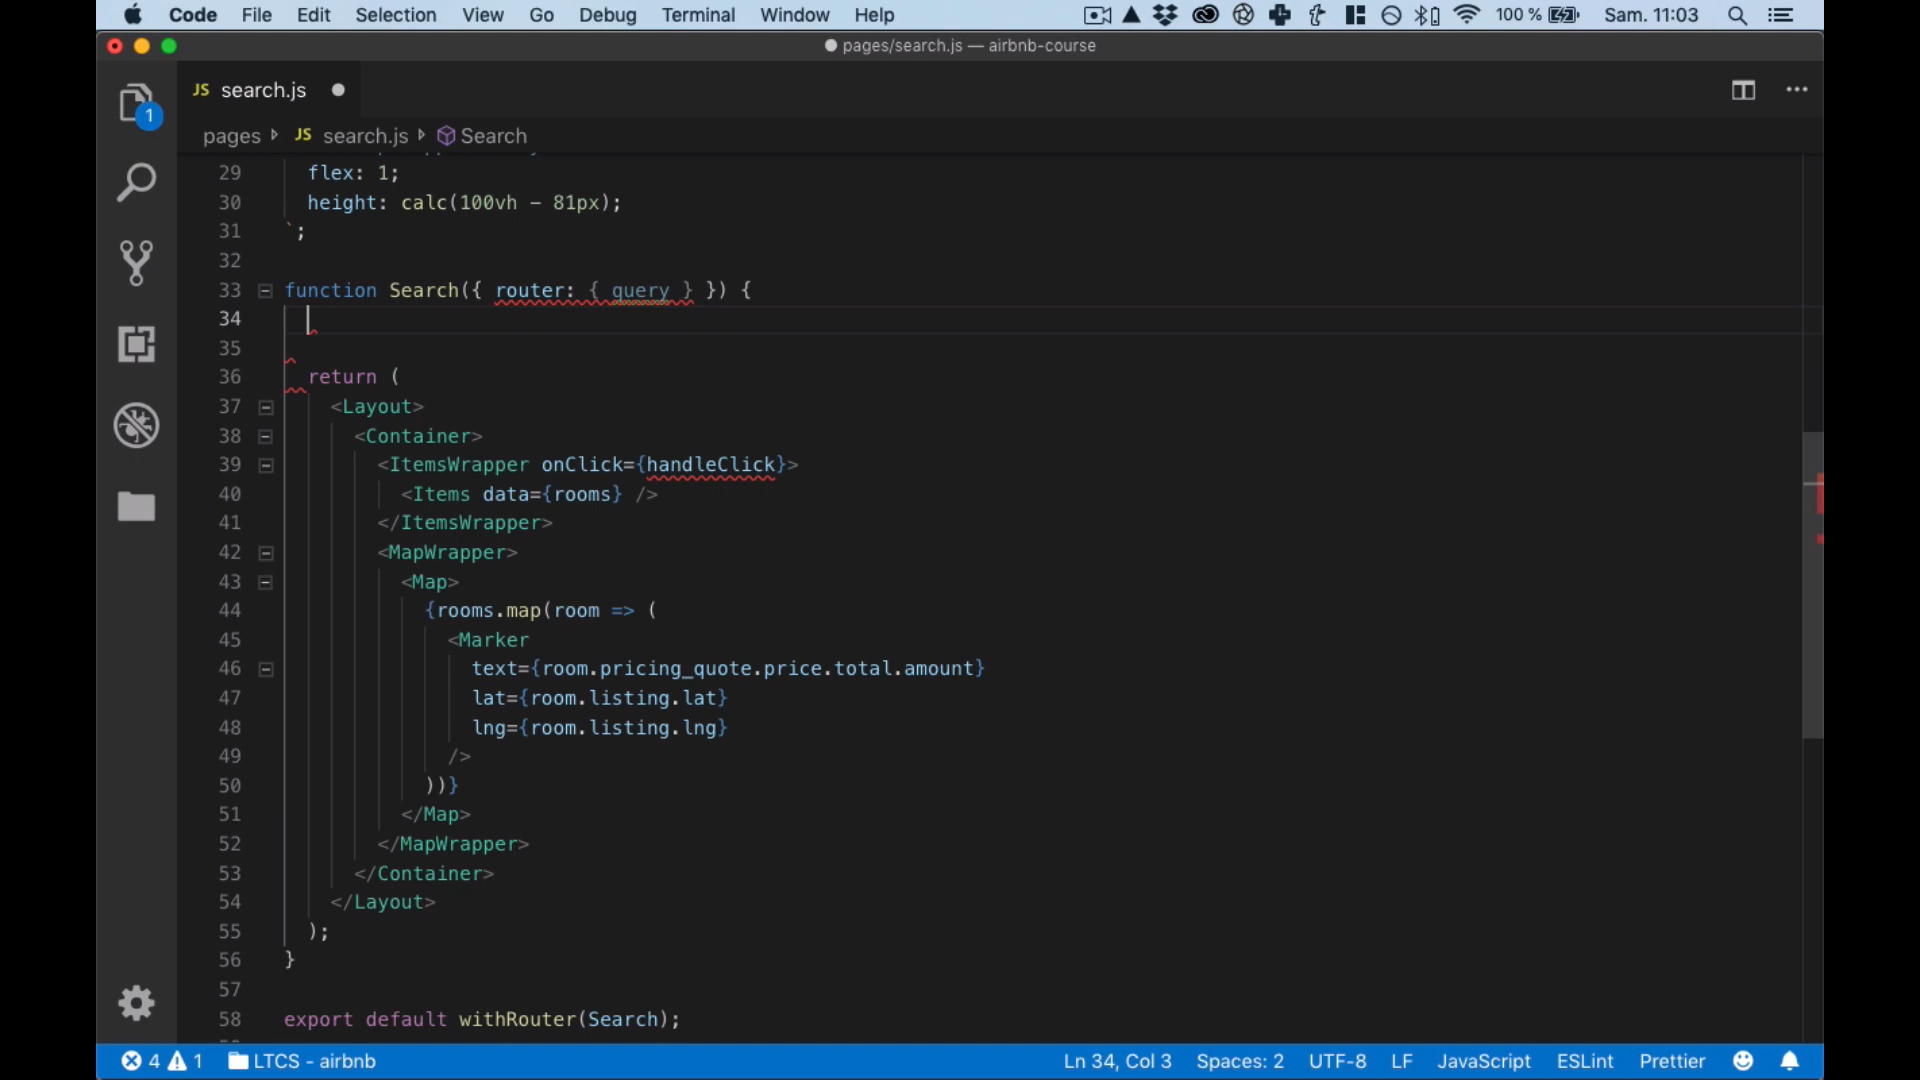 Code File Edit Selection View Go Debug Terminal Window Help 100 % Sam. 11:03
pages/search.js — airbnb-course
1
JS search.js
pages JS search.js Search
29 flex: 1;
30 height: calc(100vh - 81px);
31 `;
32
33 function Search({ router: { query } }) {
34
35
36 return (
37 <Layout>
38 <Container>
39 <ItemsWrapper onClick={handleClick}>
40 <Items data={rooms} />
41 </ItemsWrapper>
42 <MapWrapper>
43 <Map>
44 {rooms.map(room => (
45 <Marker
46 text={room.pricing_quote.price.total.amount}
47 lat={room.listing.lat}
48 lng={room.listing.lng}
49 />
50 ))}
51 </Map>
52 </MapWrapper>
53 </Container>
54 </Layout>
55 );
56 }
57
58 export default withRouter(Search);
4 1 LTCS - airbnb Ln 34, Col 3 Spaces: 2 UTF-8 LF JavaScript ESLint Prettier